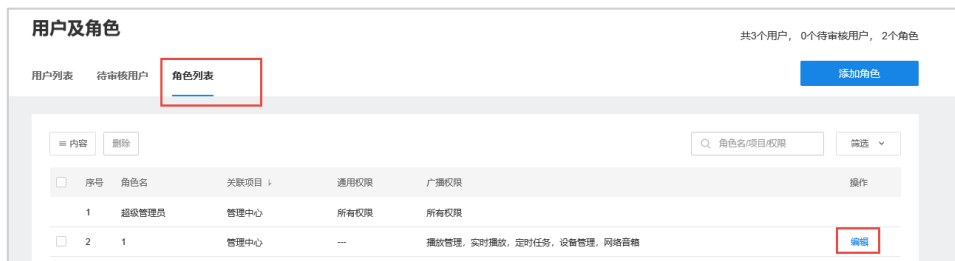 用户及角色
共3个用户， 0个待审核用户， 2个角色
用户列表 待审核用户 角色列表 添加角色
内容 删除 角色名/项目/权限 筛选
序号 角色名 关联项目 通用权限 广播权限 操作
1 超级管理员 管理中心 所有权限 所有权限
2 1 管理中心 --- 播放管理，实时播放，定时任务，设备管理，网络音箱 编辑